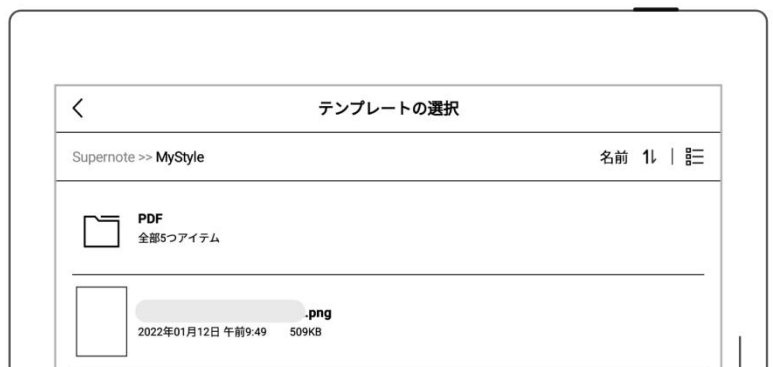 テンプレートの選択
Supernote >> MyStyle 名前
PDF
全部5つアイテム
.png
2022年01月12日 午前9:49 509KB